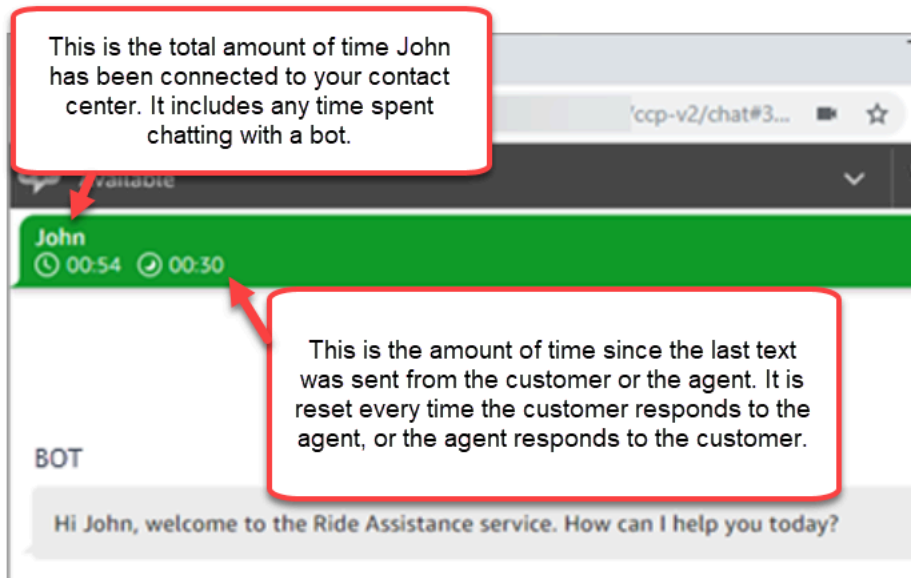 This is the total amount of time John
has been connected to your contact
center. It includes any time spent
chatting with a bot.
/ccp-v2/chat#3...
Available
John
00:54 00:30
This is the amount of time since the last text
was sent from the customer or the agent. It is
reset every time the customer responds to the
agent, or the agent responds to the customer.
BOT
Hi John, welcome to the Ride Assistance service. How can I help you today?